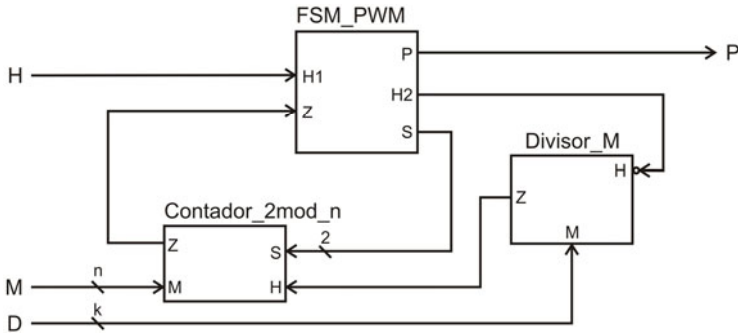 FSM_PWM
P
P
H
H1
H2
Z
S
Divisor_M
H
Z
M
Contador_2mod_n
2
Z
S
n
M
M
H
k
D